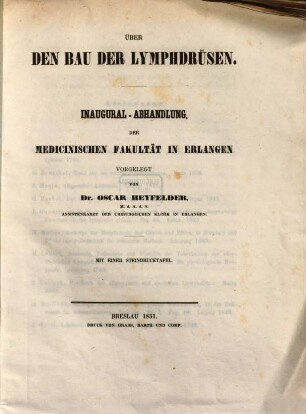 ÜBER
DEN BAU DER LYMPHDRÜSEN.
INAUGURAL-ABHANDLUNG,
DER
MEDICINISCHEN FAKULTÄT IN ERLANGEN
VORGELEGT
VON
Dr. OSCAR HEYFELDER,
ASSISTENZARZT DER CHIRURGISCHEN KLINIK IN ERLANGEN.
MIT EINER STEINDRUCKTAFEL.
BRESLAU 1851.
DRUCK VON GRASS, BARTH UND COMP.